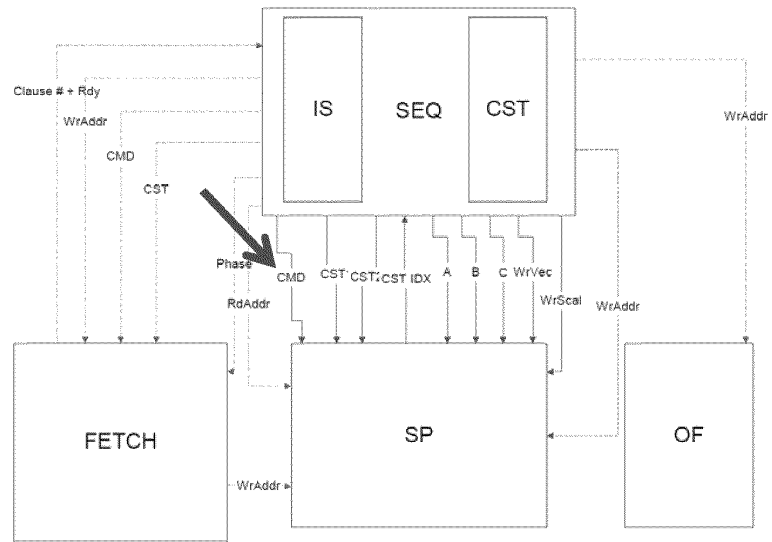 IS
SEQ
CST
Clause # + Rdy
WrAddr
WrAddr
CMD
CST
Phase
CMD
CST
CST2
CST IDX
A
B
C
WrVec
RdAddr
WrScal
WrAddr
FETCH
SP
OF
WrAddr